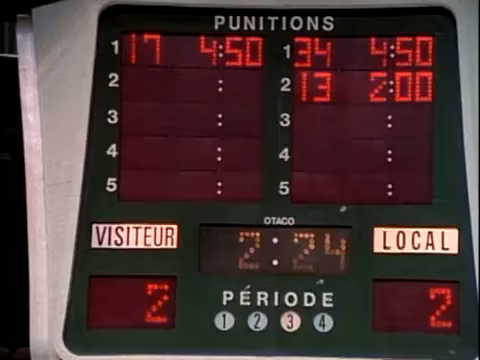 PUNITIONS
1 17 4:50 1 34 4:50
2 : 2 13 2:00
3 : 3 :
4 : 4 :
5 : 5 :
OTACO
VISITEUR 2:24 LOCAL
2 PÉRIODE 2
1 2 3 4